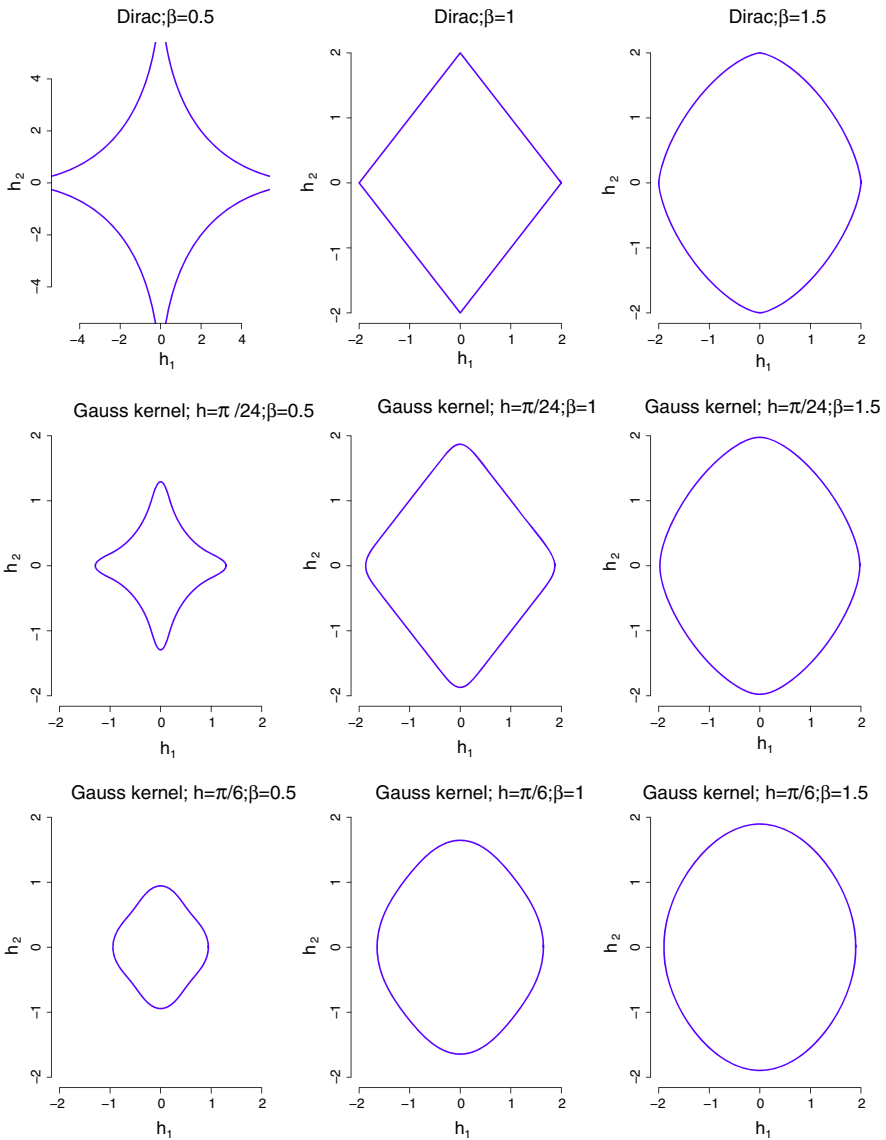 Dirac;β=0.5 Dirac;β=1 Dirac;β=1.5
h₂ 4 2 0 −2 −4
−4 −2 0 2 4
h₁
h₂ 2 1 0 −1 −2
−2 −1 0 1 2
h₁
h₂ 2 1 0 −1 −2
−2 −1 0 1 2
h₁
Gauss kernel; h=π /24;β=0.5 Gauss kernel; h=π/24;β=1 Gauss kernel; h=π/24;β=1.5
h₂ 2 1 0 −1 −2
−2 −1 0 1 2
h₁
h₂ 2 1 0 −1 −2
−2 −1 0 1 2
h₁
h₂ 2 1 0 −1 −2
−2 −1 0 1 2
h₁
Gauss kernel; h=π/6;β=0.5 Gauss kernel; h=π/6;β=1 Gauss kernel; h=π/6;β=1.5
h₂ 2 1 0 −1 −2
−2 −1 0 1 2
h₁
h₂ 2 1 0 −1 −2
−2 −1 0 1 2
h₁
h₂ 2 1 0 −1 −2
−2 −1 0 1 2
h₁